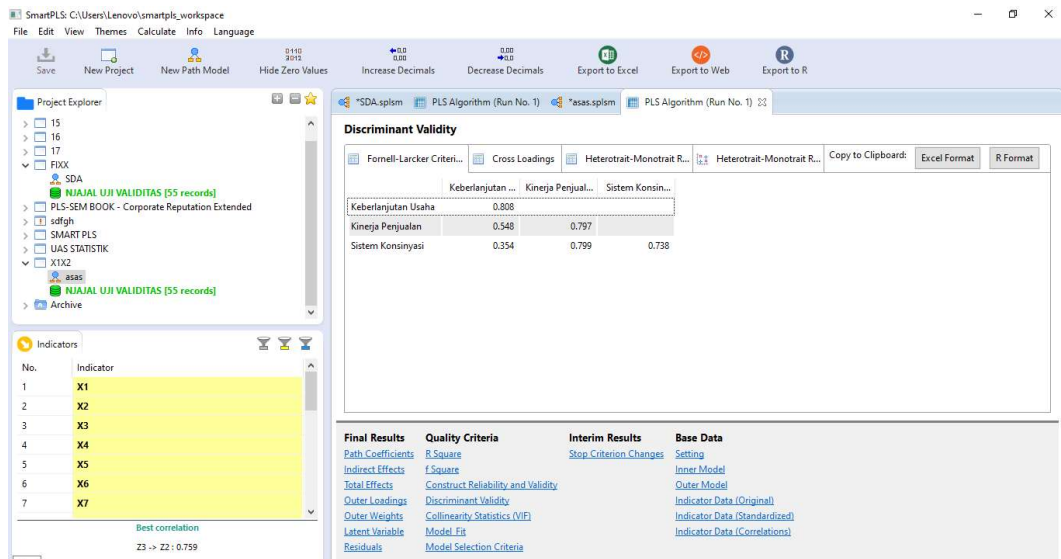 SmartPLS: C:\Users\Lenovo\smartpls_workspace
File Edit View Themes Calculate Info Language
Save New Project New Path Model Hide Zero Values Increase Decimals Decrease Decimals Export to Excel Export to Web Export to R
Project Explorer
15
16
17
FIXX
SDA
NJAJAL UJI VALIDITAS [55 records]
PLS-SEM BOOK - Corporate Reputation Extended
sdfgh
SMART PLS
UAS STATISTIK
X1X2
asas
NJAJAL UJI VALIDITAS [55 records]
Archive
Indicators
No. Indicator
1 X1
2 X2
3 X3
4 X4
5 X5
6 X6
7 X7
Best correlation
Z3 -> Z2 : 0.759
*SDA.splsm PLS Algorithm (Run No. 1) *asas.splsm PLS Algorithm (Run No. 1)
Discriminant Validity
Fornell-Larcker Criteri... Cross Loadings Heterotrait-Monotrait R... Heterotrait-Monotrait R... Copy to Clipboard: Excel Format R Format
Keberlanjutan ... Kinerja Penjual... Sistem Konsin...
Keberlanjutan Usaha 0.808
Kinerja Penjualan 0.548 0.797
Sistem Konsinyasi 0.354 0.799 0.738
Final Results Quality Criteria Interim Results Base Data
Path Coefficients R Square Stop Criterion Changes Setting
Indirect Effects f Square Inner Model
Total Effects Construct Reliability and Validity Outer Model
Outer Loadings Discriminant Validity Indicator Data (Original)
Outer Weights Collinearity Statistics (VIF) Indicator Data (Standardized)
Latent Variable Model Fit Indicator Data (Correlations)
Residuals Model Selection Criteria